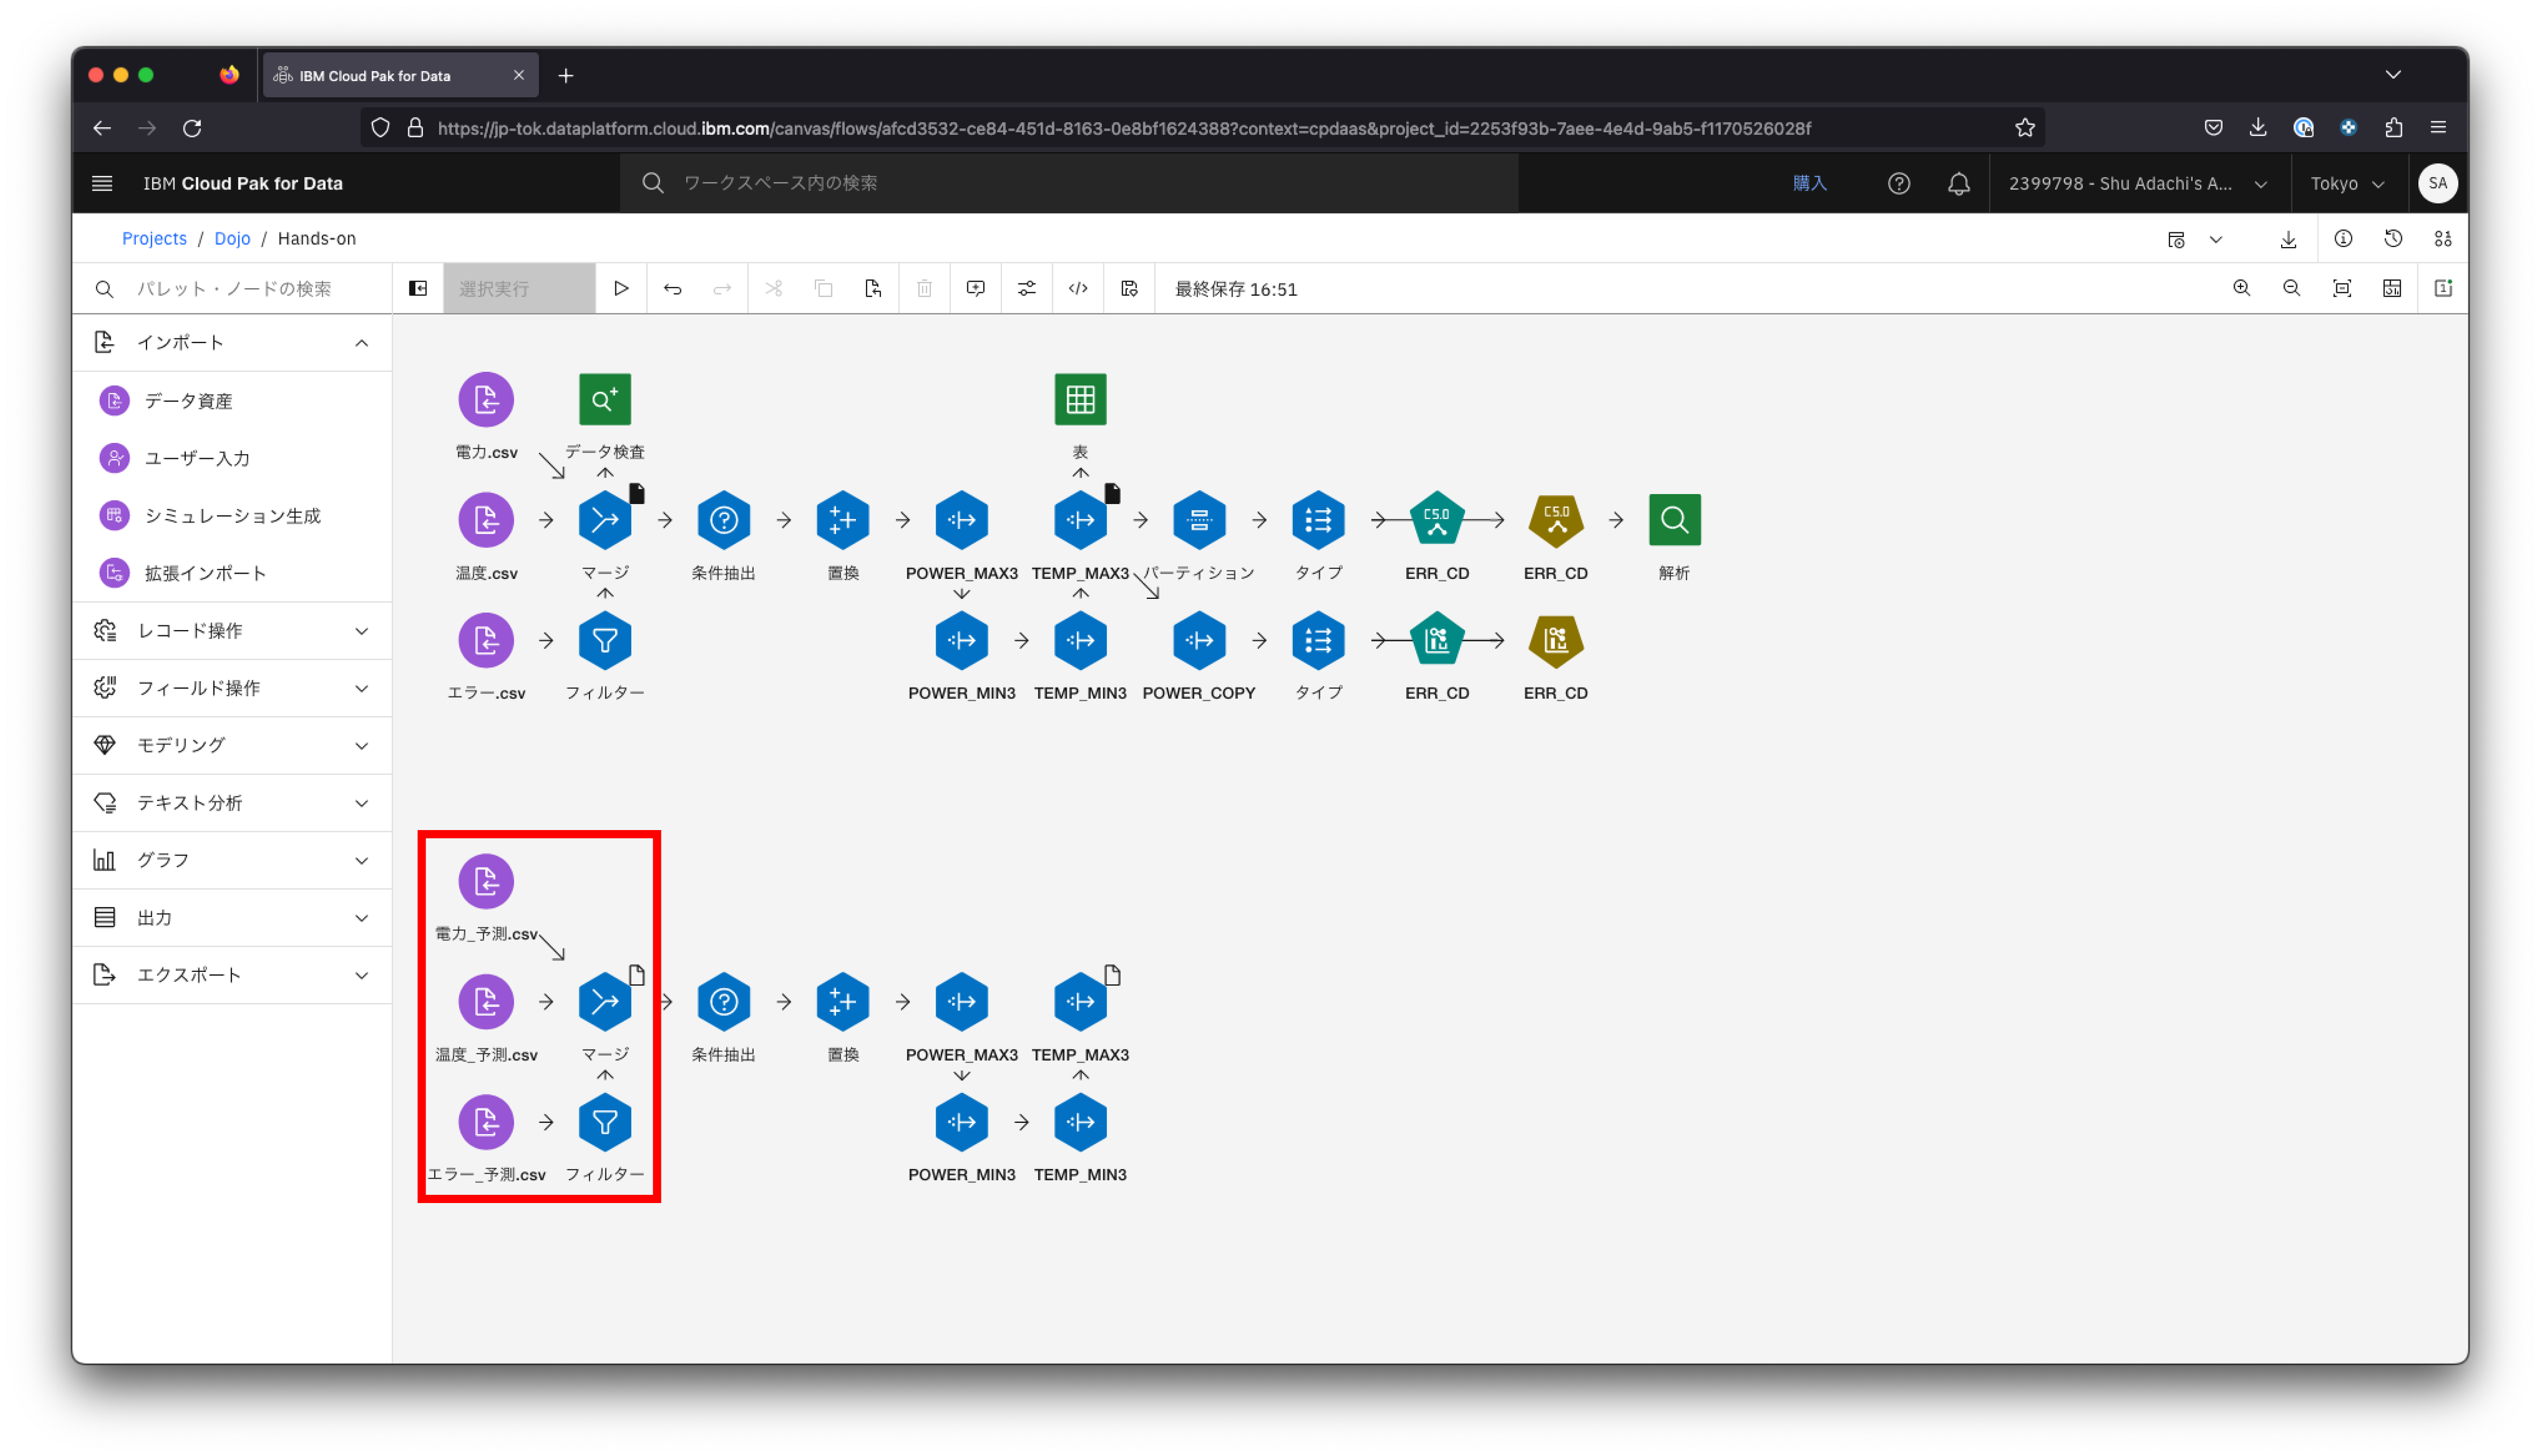 IBM Cloud Pak for Data
https://jp-tok.dataplatform.cloud.ibm.com/canvas/flows/afcd3532-ce84-451d-8163-0e8bf1624388?context=cpdaas&project_id=2253f93b-7aee-4e4d-9ab5-f1170526028f
IBM Cloud Pak for Data
ワークスペース内の検索
購入
2399798 - Shu Adachi's A...
Tokyo
SA
Projects / Dojo / Hands-on
パレット・ノードの検索
選択実行
最終保存 16:51
インポート
データ資産
ユーザー入力
シミュレーション生成
拡張インポート
レコード操作
フィールド操作
モデリング
テキスト分析
グラフ
出力
エクスポート
電力.csv
データ検査
表
C5.0
C5.0
温度.csv
マージ
条件抽出
置換
POWER_MAX3
TEMP_MAX3
パーティション
タイプ
ERR_CD
ERR_CD
解析
エラー.csv
フィルター
POWER_MIN3
TEMP_MIN3
POWER_COPY
タイプ
ERR_CD
ERR_CD
電力_予測.csv
温度_予測.csv
マージ
条件抽出
置換
POWER_MAX3
TEMP_MAX3
エラー_予測.csv
フィルター
POWER_MIN3
TEMP_MIN3